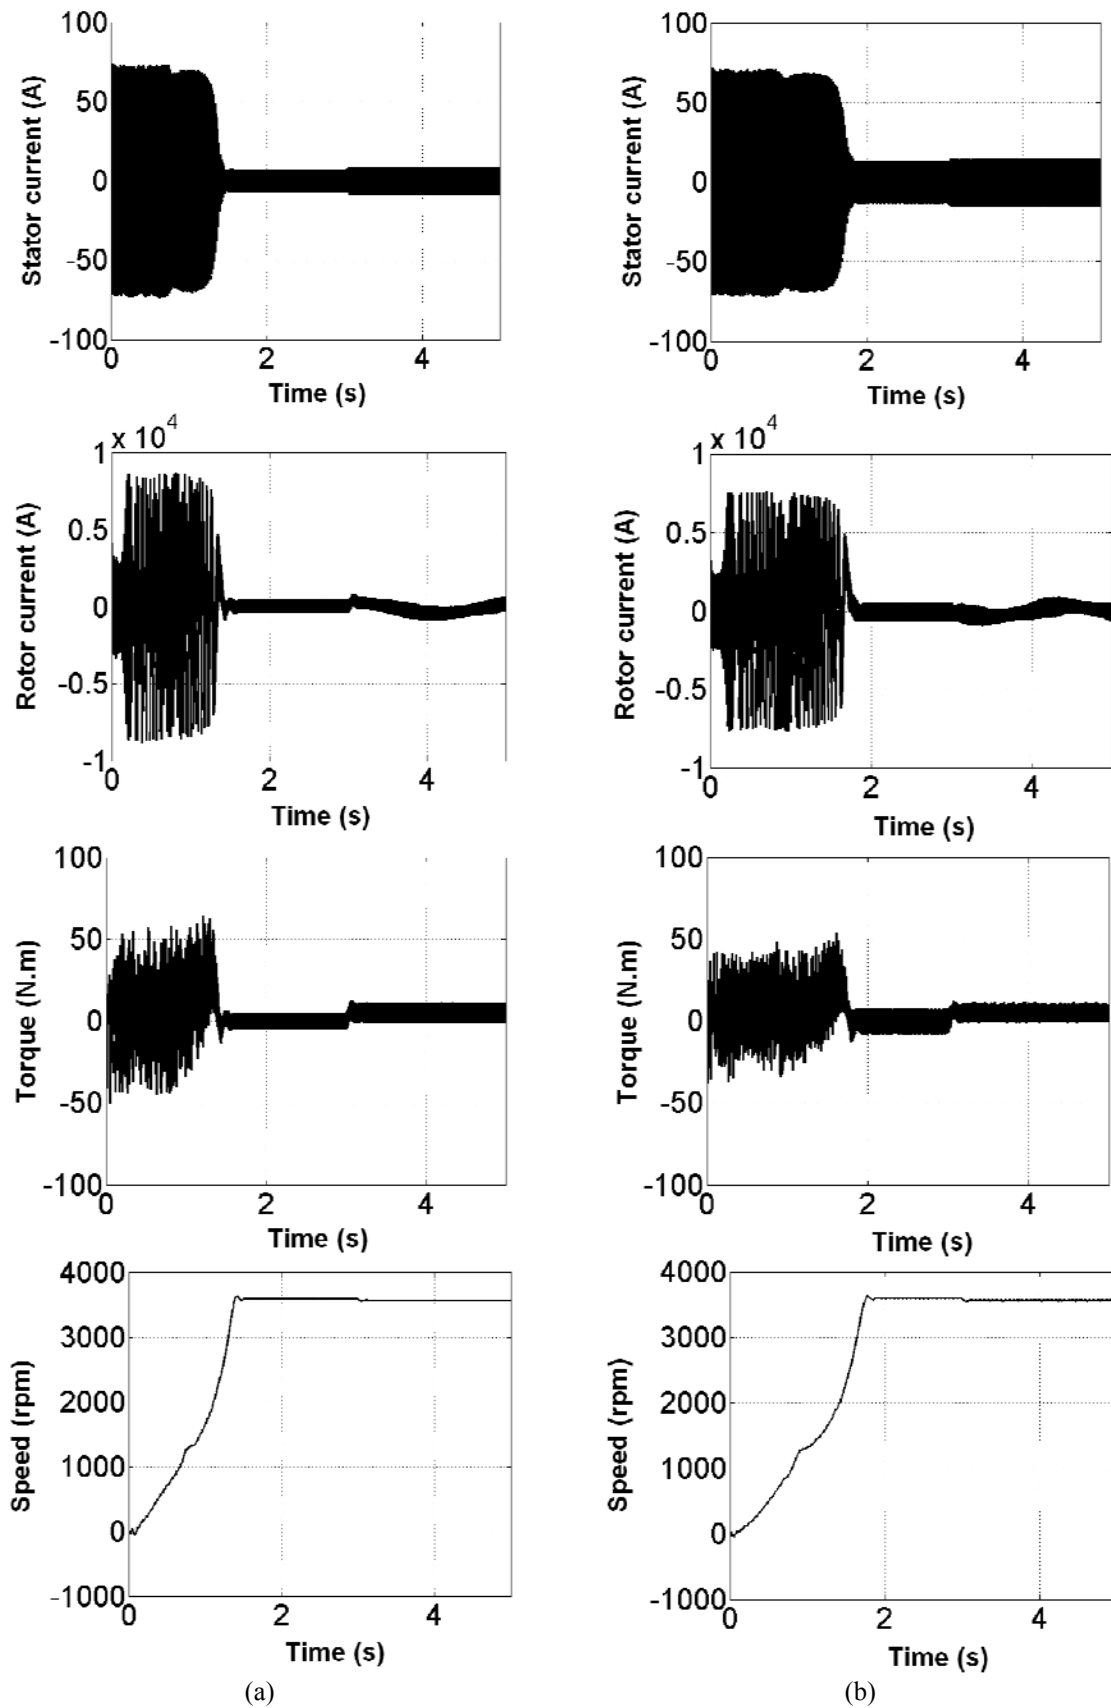 100
50
0
-50
-100
Stator current (A)
0 2 4
Time (s)
100
50
0
-50
-100
Stator current (A)
0 2 4
Time (s)
x 10^4
1
0.5
0
-0.5
-1
Rotor current (A)
0 2 4
Time (s)
x 10^4
1
0.5
0
-0.5
-1
Rotor current (A)
0 2 4
Time (s)
100
50
0
-50
-100
Torque (N.m)
0 2 4
Time (s)
100
50
0
-50
-100
Torque (N.m)
0 2 4
Time (s)
4000
3000
2000
1000
0
-1000
Speed (rpm)
0 2 4
Time (s)
4000
3000
2000
1000
0
-1000
Speed (rpm)
0 2 4
Time (s)
(a)
(b)